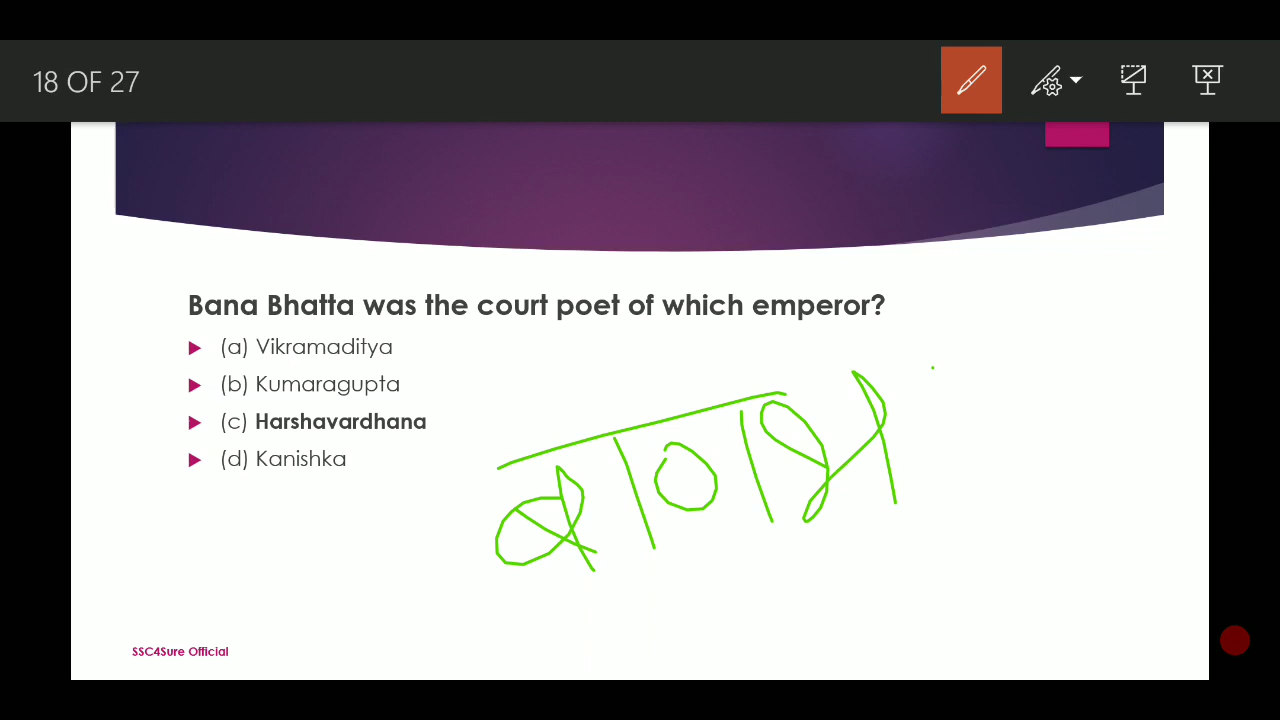 18 OF 27
Bana Bhatta was the court poet of which emperor?
(a) Vikramaditya
(b) Kumaragupta
(c) Harshavardhana
(d) Kanishka
SSC4Sure Official